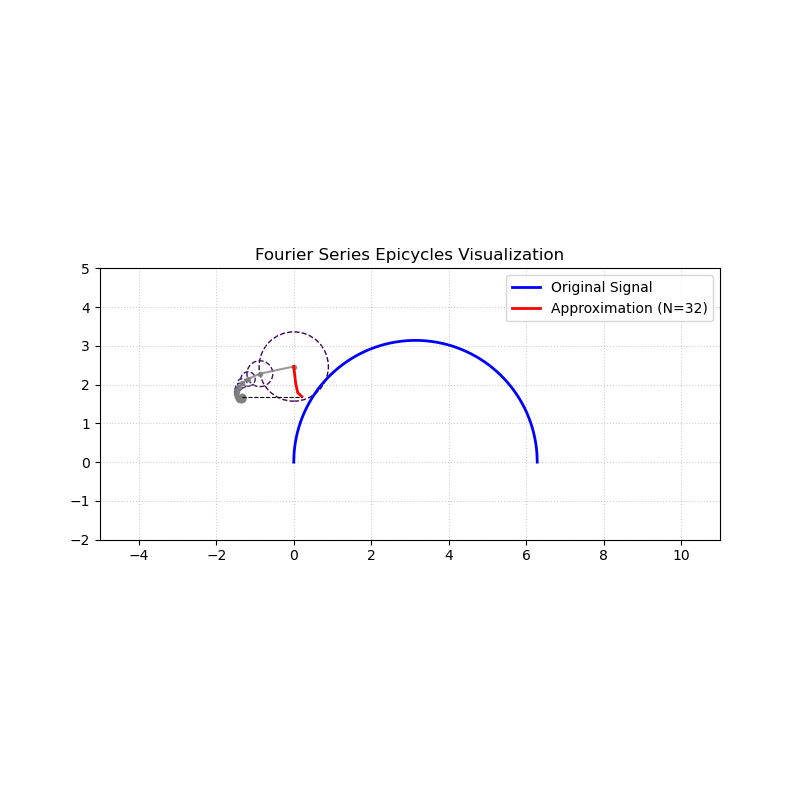 Fourier Series Epicycles Visualization
Original Signal
Approximation (N=32)
5
4
3
2
1
0
−1
−2
−4 −2 0 2 4 6 8 10